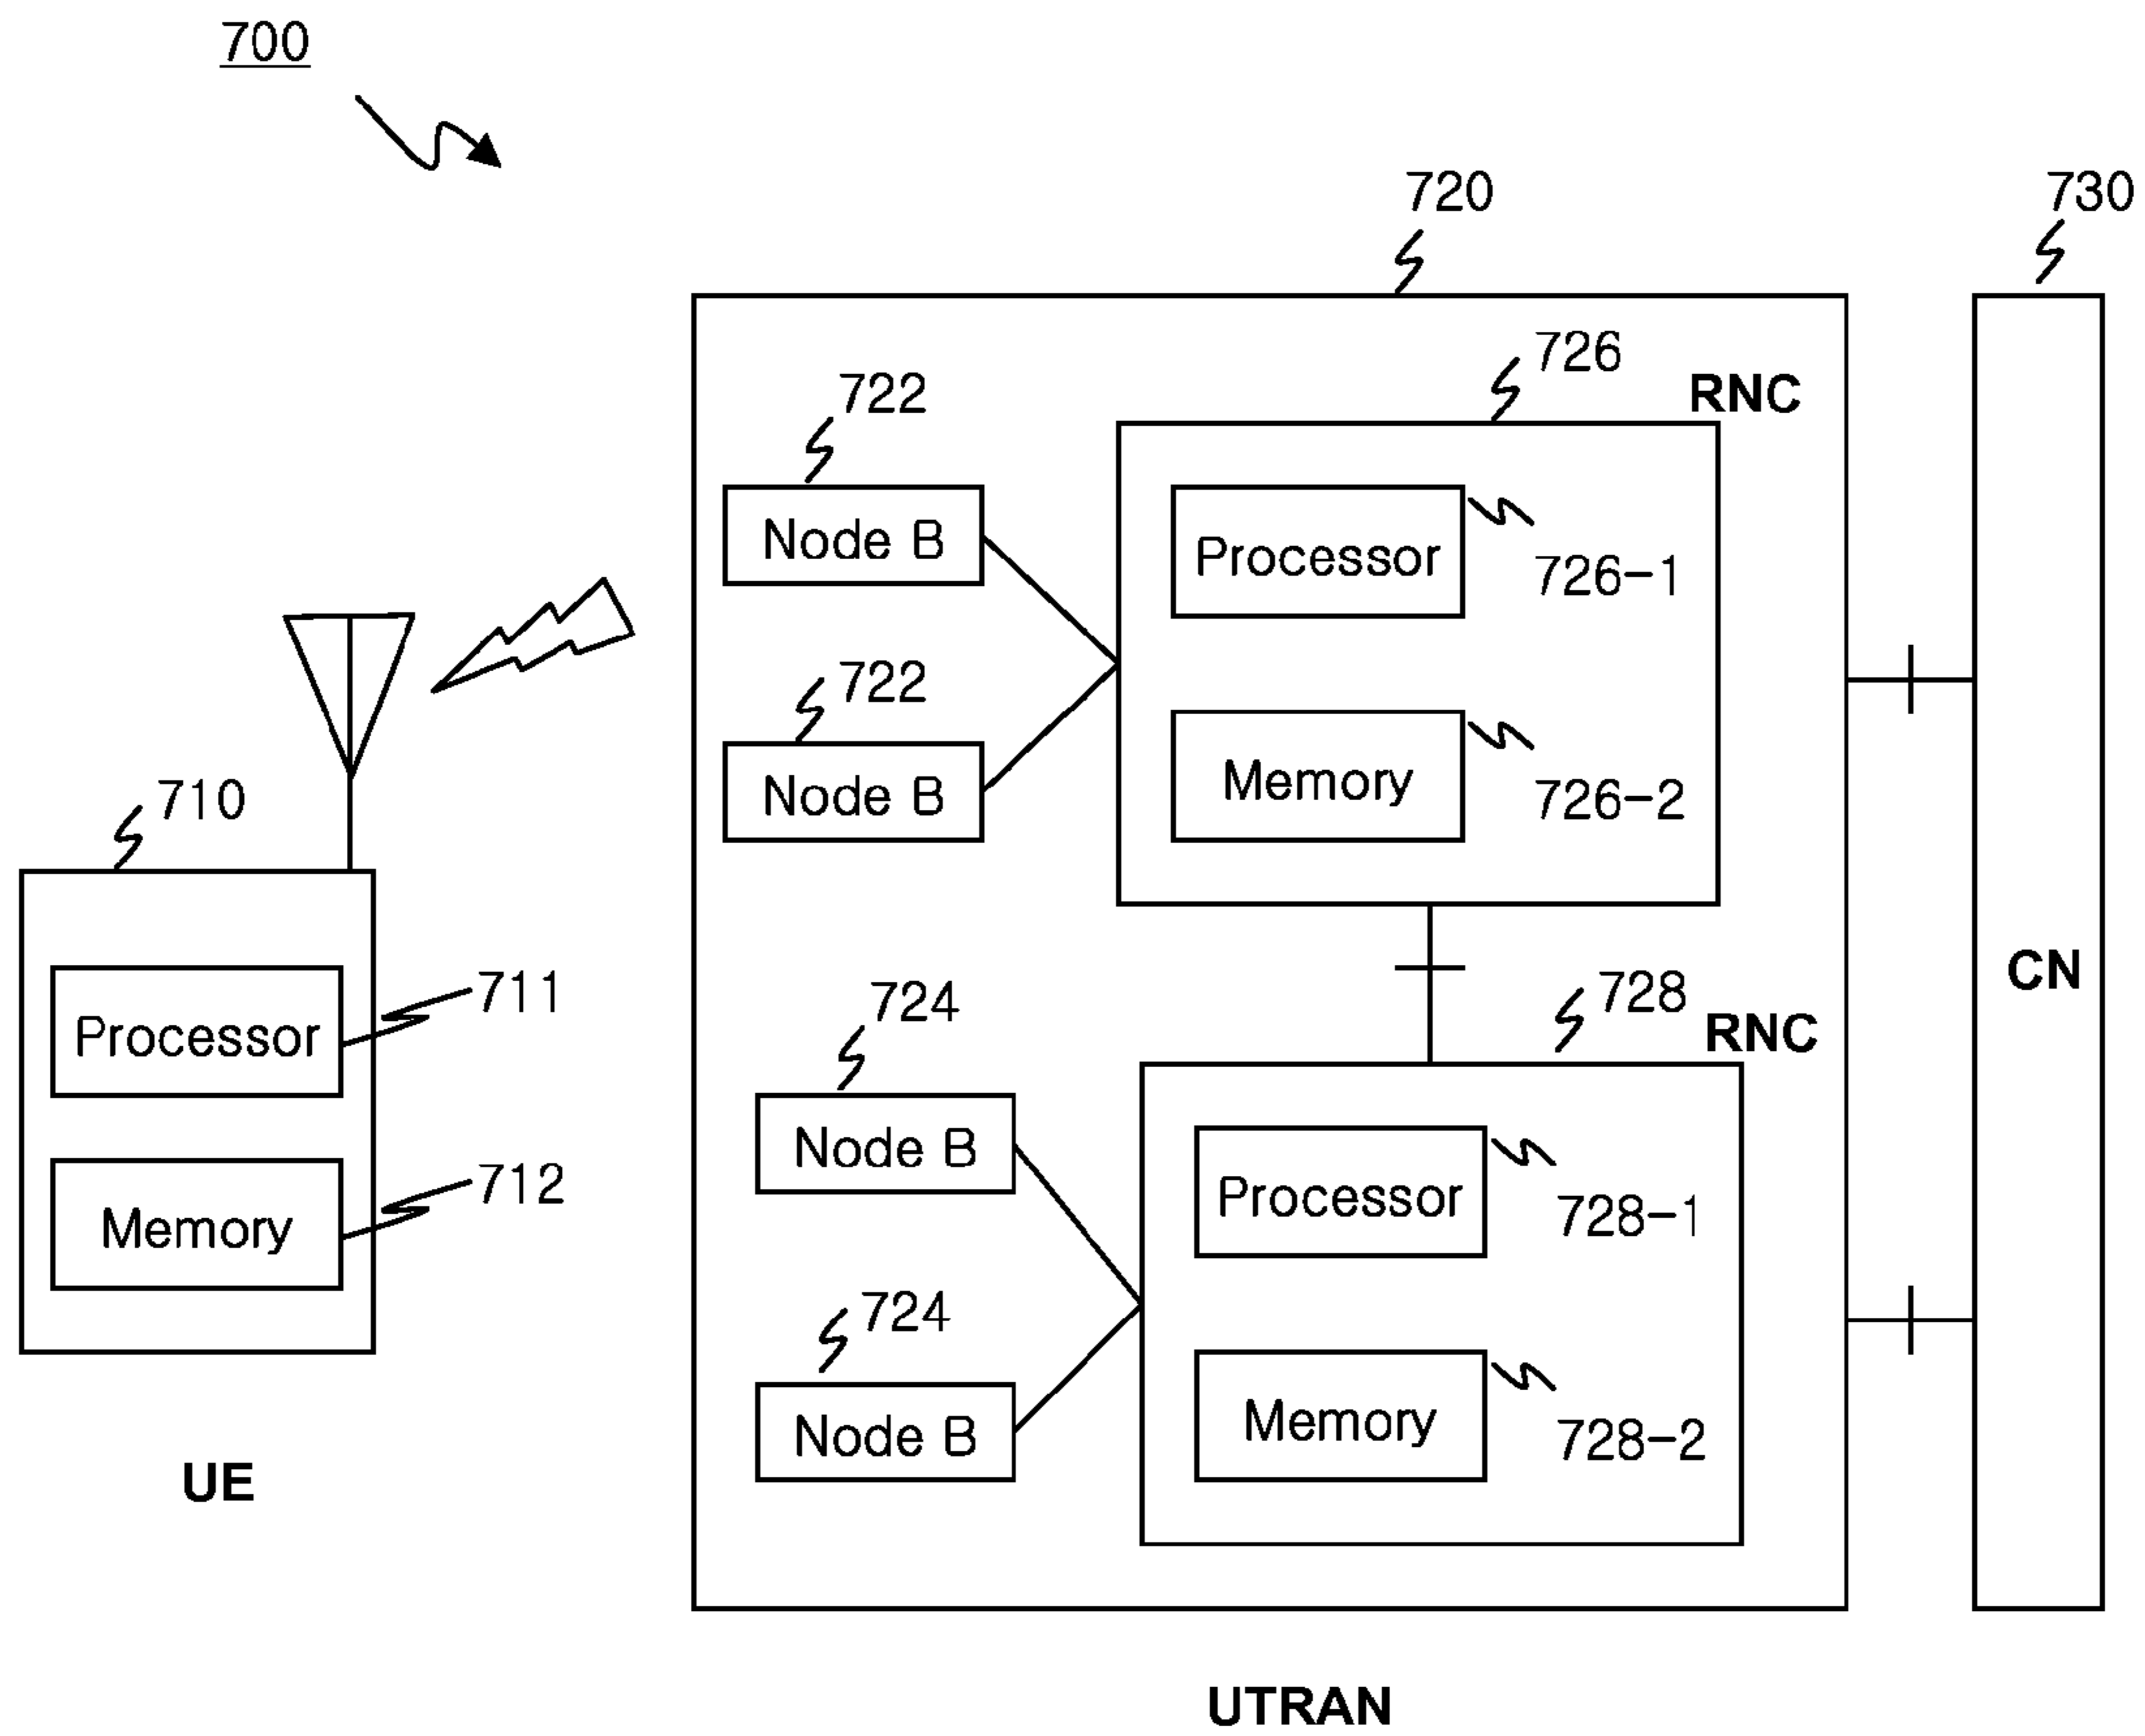 700
720
730
726
RNC
722
Node B
Processor
726-1
722
Node B
Memory
726-2
710
Processor
711
Memory
712
UE
CN
728
RNC
724
Node B
Processor
728-1
724
Node B
Memory
728-2
UTRAN